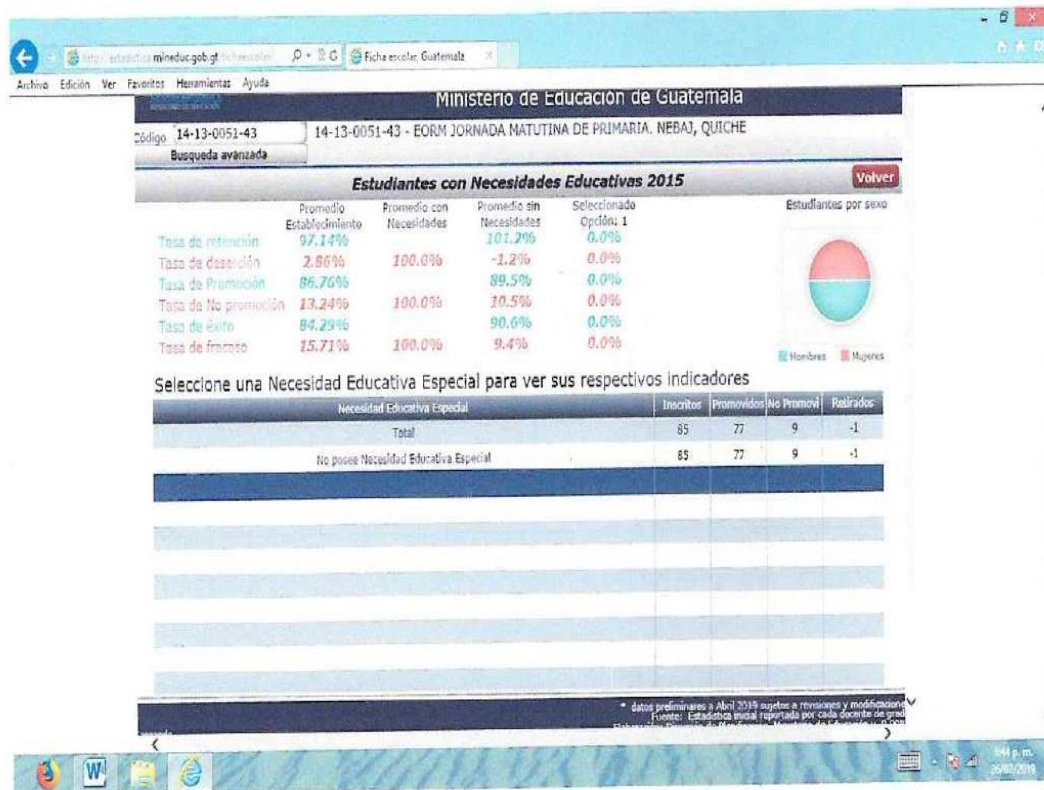 mineduc.gob.gt
Ficha escolar, Guatemala
Archivo Edición Ver Favoritos Herramientas Ayuda
Ministerio de Educación de Guatemala
Código 14-13-0051-43 14-13-0051-43 - EORM JORNADA MATUTINA DE PRIMARIA. NEBAJ, QUICHE
Busqueda avanzada
Estudiantes con Necesidades Educativas 2015 Volver
Promedio Establecimiento Promedio con Necesidades Promedio sin Necesidades Seleccionado Opción: 1
Estudiantes por sexo
Tasa de retención 97.14% 101.2% 0.0%
Tasa de deserción 2.86% 100.0% -1.2% 0.0%
Tasa de Promoción 86.76% 89.5% 0.0%
Tasa de No promoción 13.24% 100.0% 10.5% 0.0%
Tasa de éxito 84.29% 90.6% 0.0%
Tasa de fracaso 15.71% 100.0% 9.4% 0.0%
Hombres Mujeres
Seleccione una Necesidad Educativa Especial para ver sus respectivos indicadores
Necesidad Educativa Especial Inscritos Promovidos No Promovi Retirados
Total 85 77 9 -1
No posee Necesidad Educativa Especial 85 77 9 -1
* datos preliminares a Abril 2019 sujetos a revisiones y modificacione
Fuente: Estadística inicial reportada por cada docente de grad
W
26/02/2019